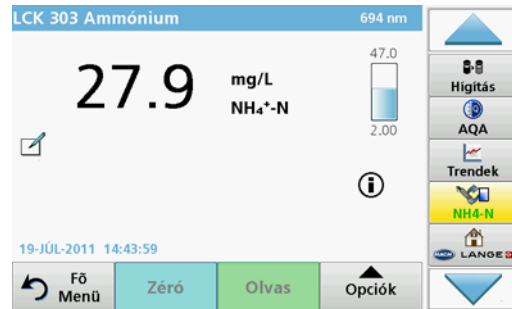 LCK 303 Ammónium 694 nm
47.0
27.9 mg/L
NH₄⁺-N
2.00
19-JÚL-2011 14:43:59
Fő
Menü
Zéró
Olvas
Opciók
Hígítás
AQA
Trendek
NH4-N
HACH LANGE